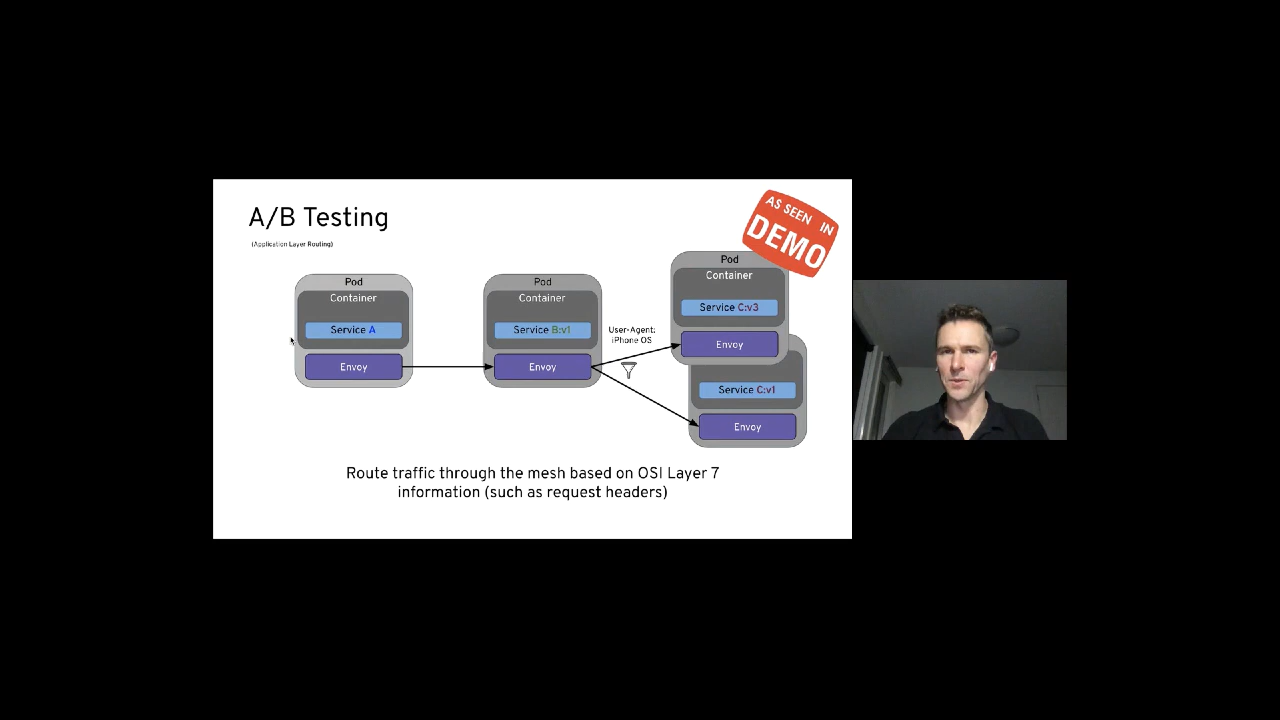 A/B Testing
(Application Layer Routing)
AS SEEN IN
DEMO
Pod
Container
Service A
Envoy
Pod
Container
Service B:v1
Envoy
User-Agent:
iPhone OS
Pod
Container
Service C:v3
Envoy
Service C:v1
Envoy
Route traffic through the mesh based on OSI Layer 7
information (such as request headers)